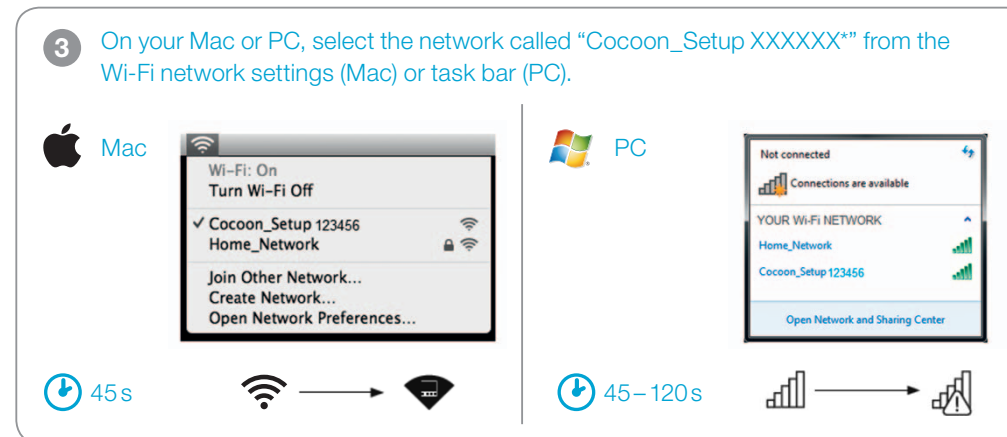 3
On your Mac or PC, select the network called “Cocoon_Setup XXXXXX*” from the
Wi-Fi network settings (Mac) or task bar (PC).
Mac
Wi-Fi: On
Turn Wi-Fi Off
✓ Cocoon_Setup 123456
Home_Network
Join Other Network...
Create Network...
Open Network Preferences...
45 s
PC
Not connected
Connections are available
YOUR Wi-Fi NETWORK
Home_Network
Cocoon_Setup 123456
Open Network and Sharing Center
45–120 s